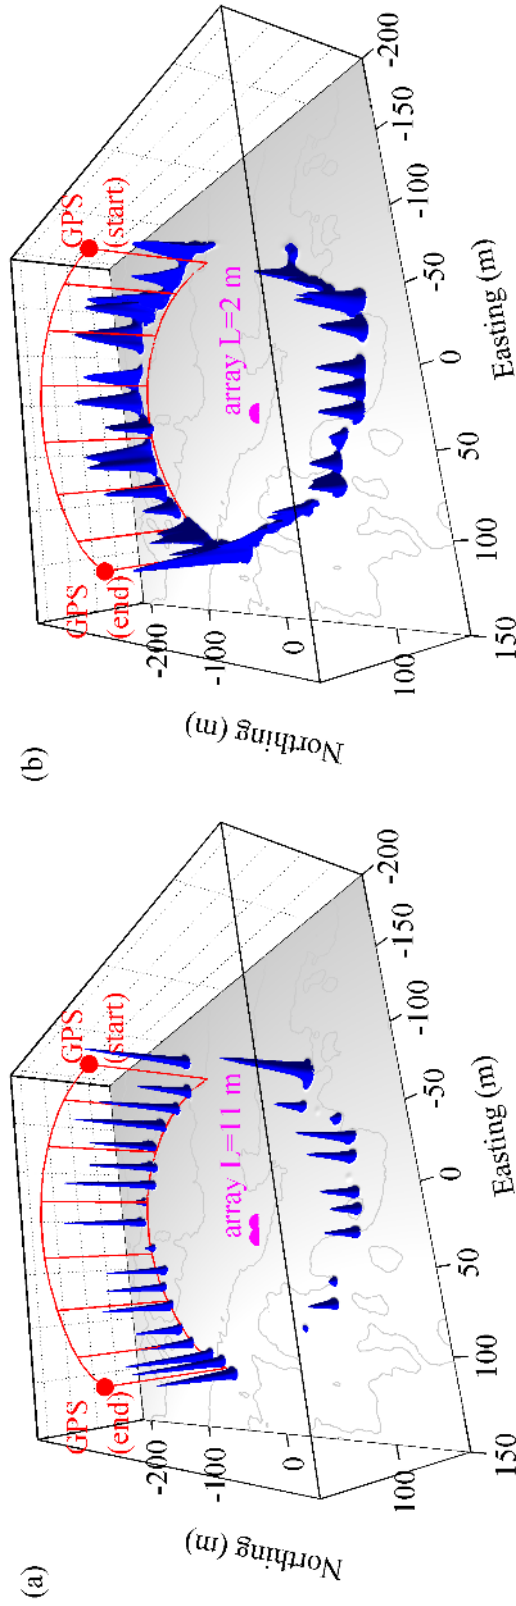 (a)
GPS
(start)
GPS
(end)
array L=11 m
-200
-100
0
100
Northing (m)
150
100
50
0
-50
-100
-150
-200
Easting (m)
(b)
GPS
(start)
GPS
(end)
array L=2 m
-200
-100
0
100
Northing (m)
150
100
50
0
-50
-100
-150
-200
Easting (m)